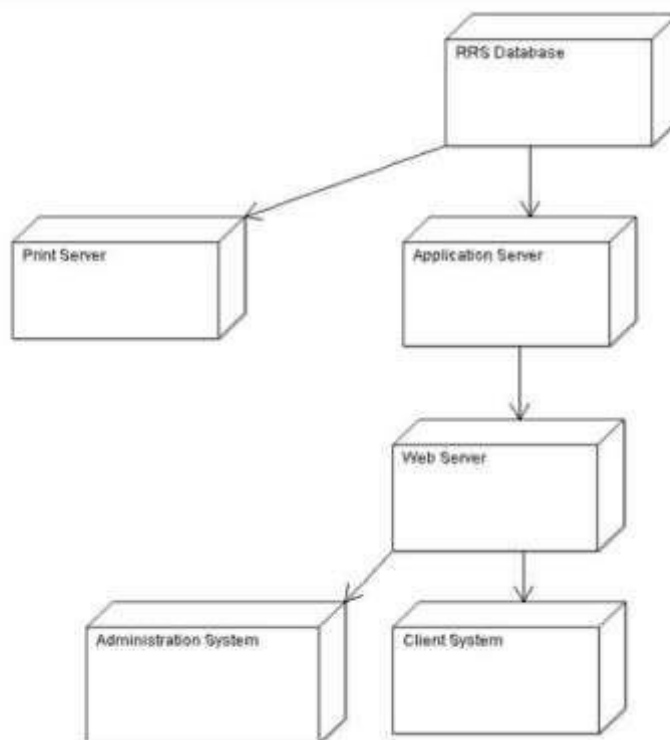 RRS Database
Print Server
Application Server
Web Server
Administration System
Client System